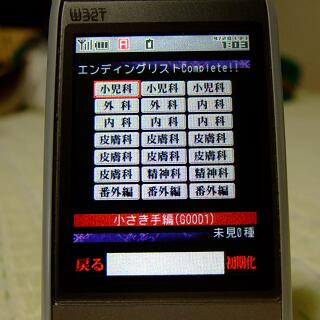 W32T
1:03
エンディングリストComplete!!
小児科 小児科 小児科
外科 外科 内科
内科 内科 内科
皮膚科 皮膚科 皮膚科
皮膚科 皮膚科 精神科
皮膚科 皮膚科 精神科
番外編 番外編 番外編
小さき手編(GOOD1)
未見0種
戻る 初期化